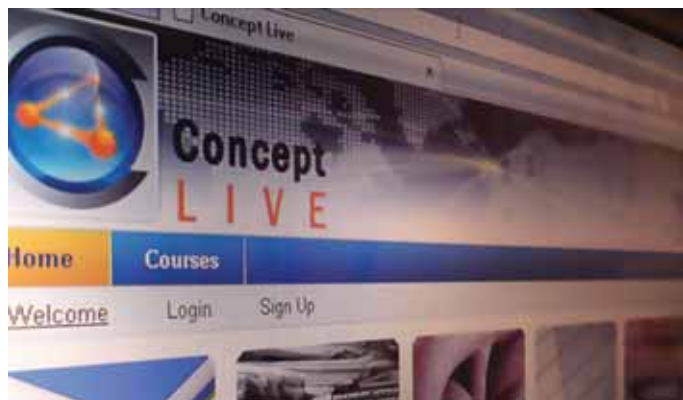 Concept Live
x
Concept
LIVE
Home Courses
Welcome Login Sign Up